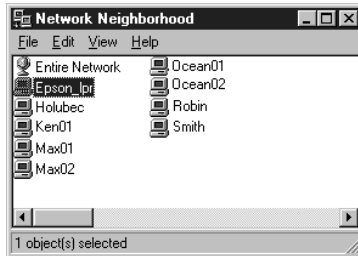 Network Neighborhood
File Edit View Help
Entire Network
Epson_lpr
Holubec
Ken01
Max01
Max02
Ocean01
Ocean02
Robin
Smith
1 object(s) selected